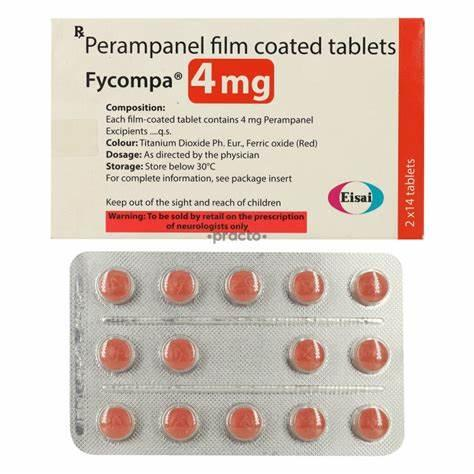 Rx Perampanel film coated tablets
Fycompa® 4 mg
Composition:
Each film-coated tablet contains 4 mg Perampanel
Excipients ....q.s.
Colour: Titanium Dioxide Ph. Eur., Ferric oxide (Red)
Dosage: As directed by the physician
Storage: Store below 30°C
For complete information, see package insert
Keep out of the sight and reach of children
Warning: To be sold by retail on the prescription
of neurologists only
Eisai
2 x 14 tablets
•practo•